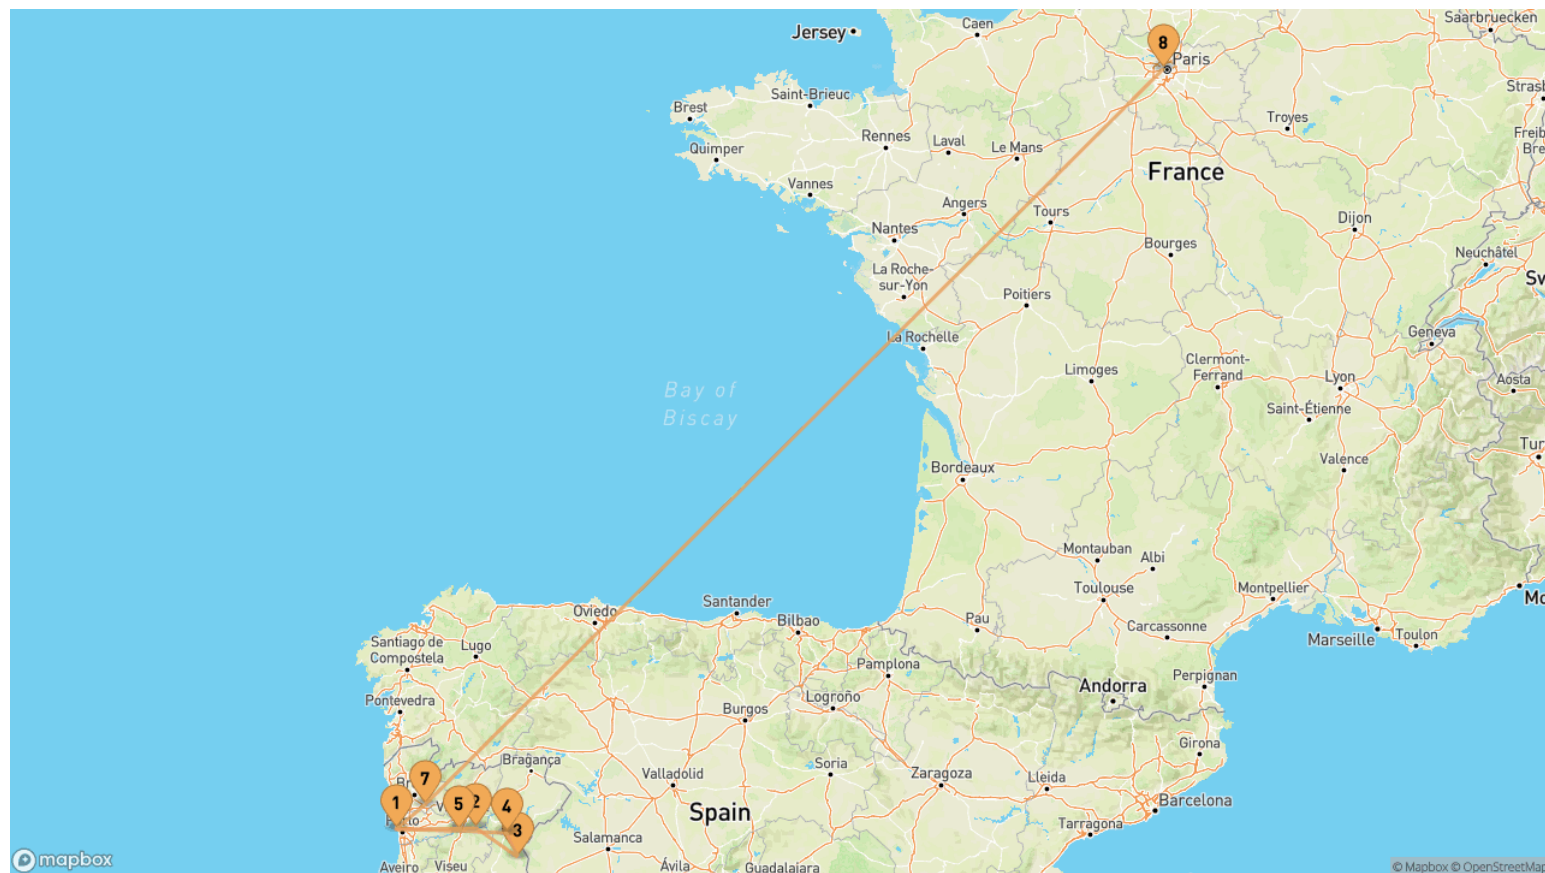 Caen
Saarbruecken
Jersey
8
Paris
Brest
Saint-Brieuc
Troyes
Rennes
Laval
Le Mans
Quimper
France
Vannes
Angers
Tours
Dijon
Nantes
Bourges
Neuchâtel
La Roche-
sur-Yon
Poitiers
La Rochelle
Geneva
Clermont-
Ferrand
Limoges
Lyon
Aosta
Bay of
Biscay
Saint-Étienne
Valence
Bordeaux
Montauban
Albi
Toulouse
Montpellier
Santander
Oviedo
Bilbao
Pau
Carcassonne
Marseille
Toulon
Santiago de
Compostela
Lugo
Pamplona
Perpignan
Andorra
Pontevedra
Logroño
Burgos
Girona
Bragança
Soria
Valladolid
Zaragoza
Lleida
7
1
5
2
4
3
Spain
Barcelona
Tarragona
Salamanca
Aveiro
Viseu
Ávila
Guadalajara
mapbox
© Mapbox © OpenStreetMap